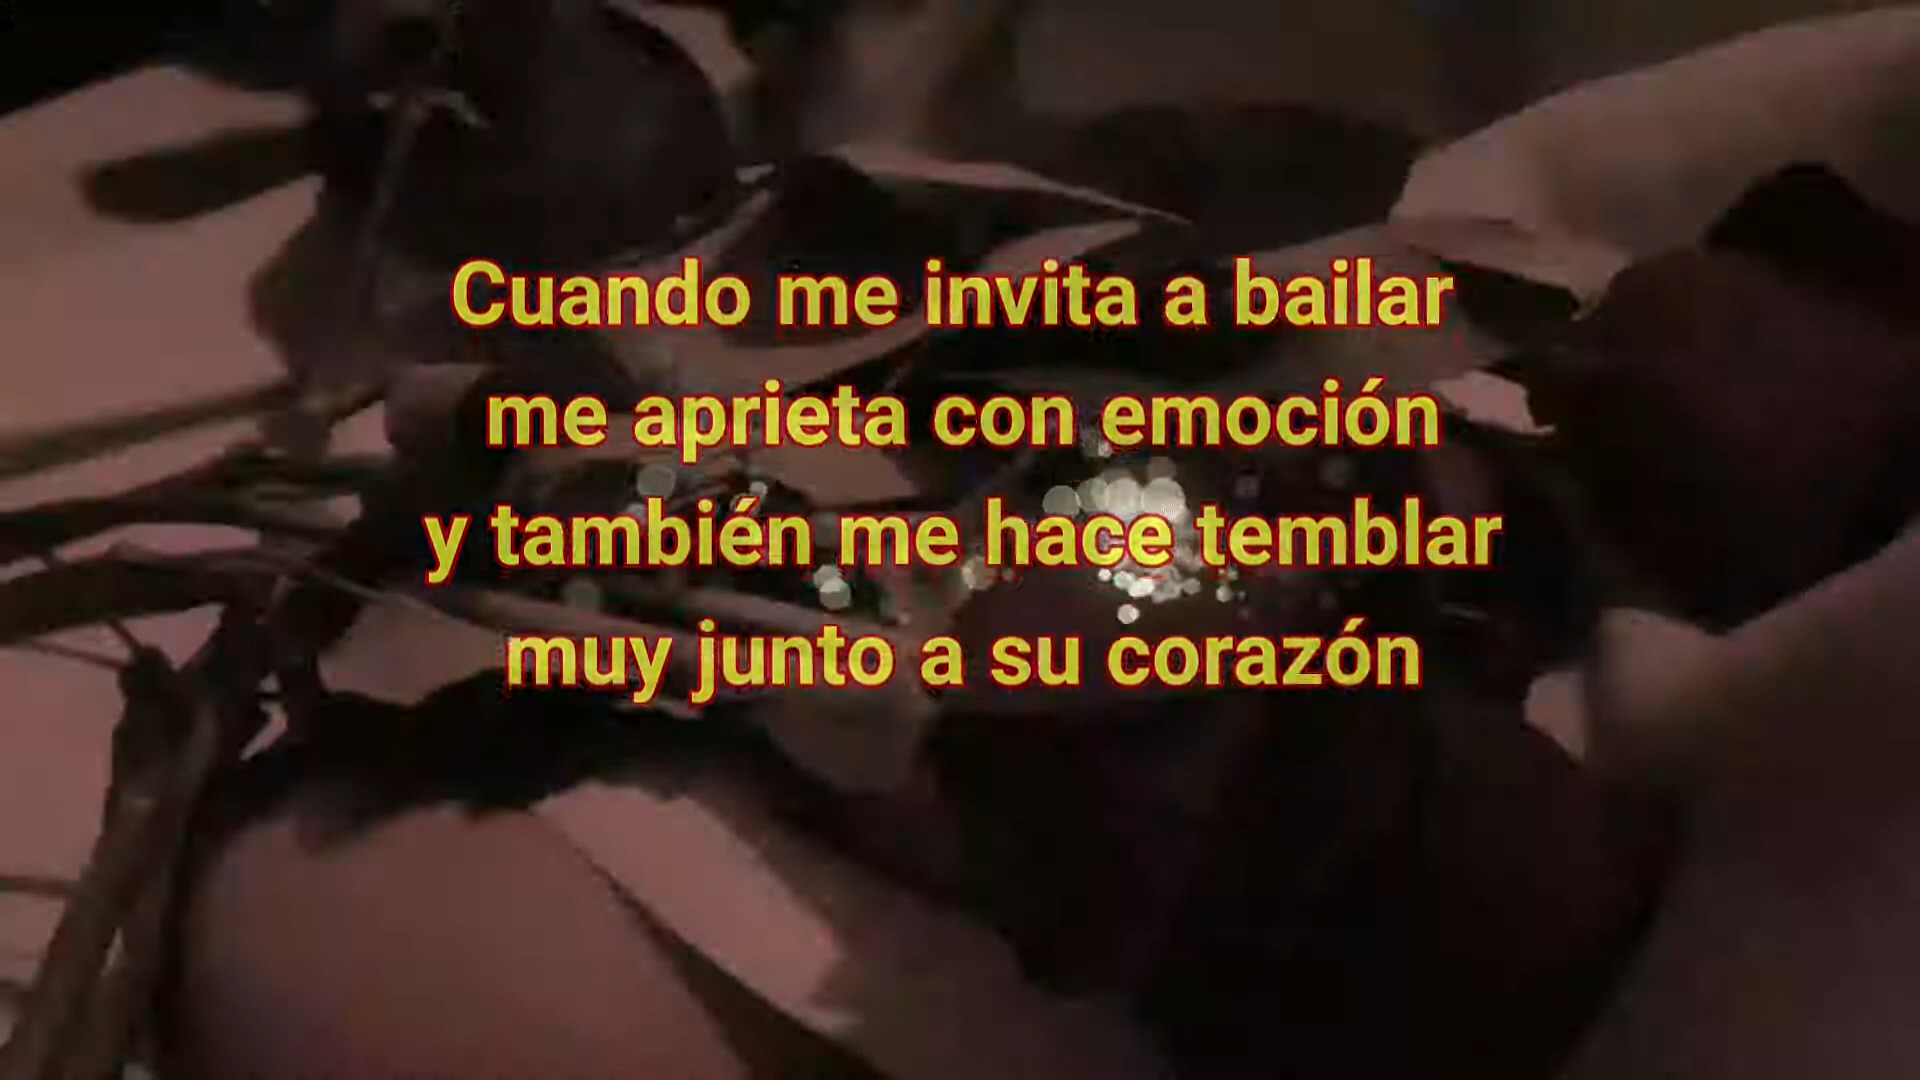 Cuando me invita a bailar
me aprieta con emoción
y también me hace temblar
muy junto a su corazón